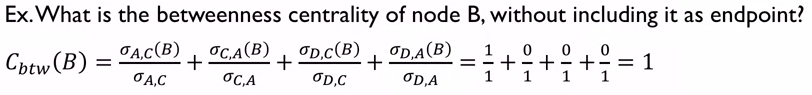 Ex. What is the betweenness centrality of node B, without including it as endpoint?
C_btw(B) = σ_A,C(B)/σ_A,C + σ_C,A(B)/σ_C,A + σ_D,C(B)/σ_D,C + σ_D,A(B)/σ_D,A = 1/1 + 0/1 + 0/1 + 0/1 = 1